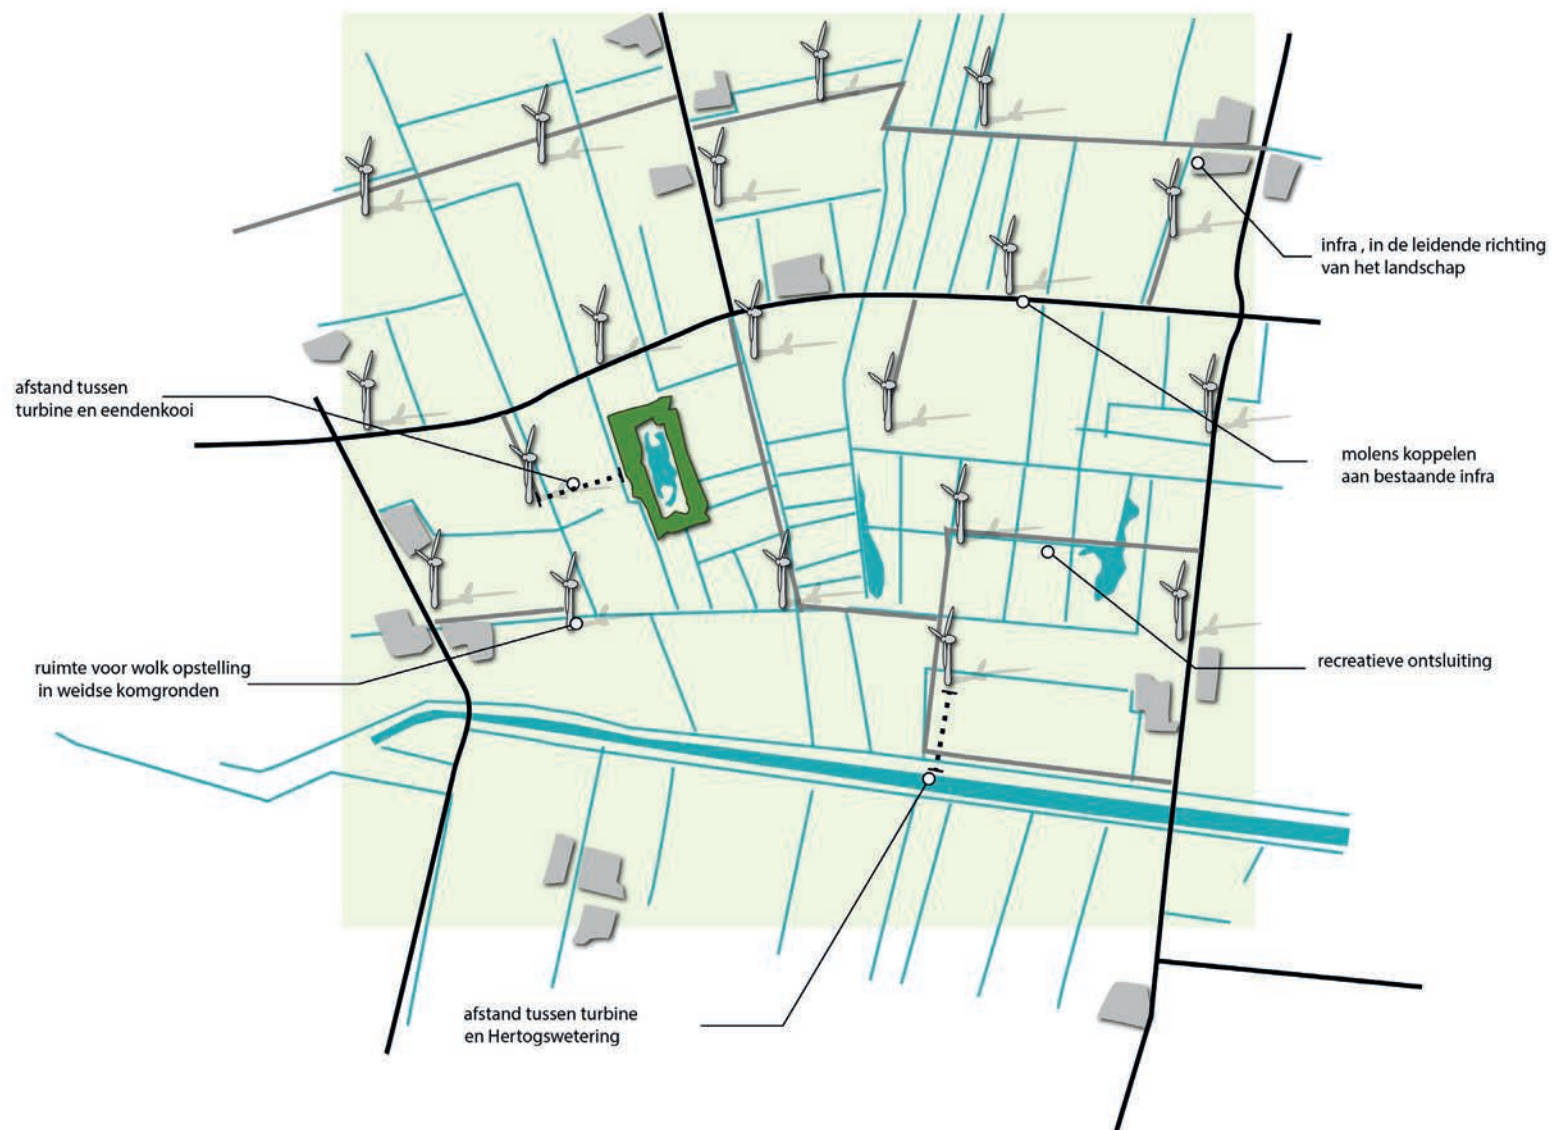 infra , in de leidende richting
van het landschap
afstand tussen
turbine en eendenkooi
molens koppelen
aan bestaande infra
ruimte voor wolk opstelling
in weidse komgronden
recreatieve ontsluiting
afstand tussen turbine
en Hertogswetering